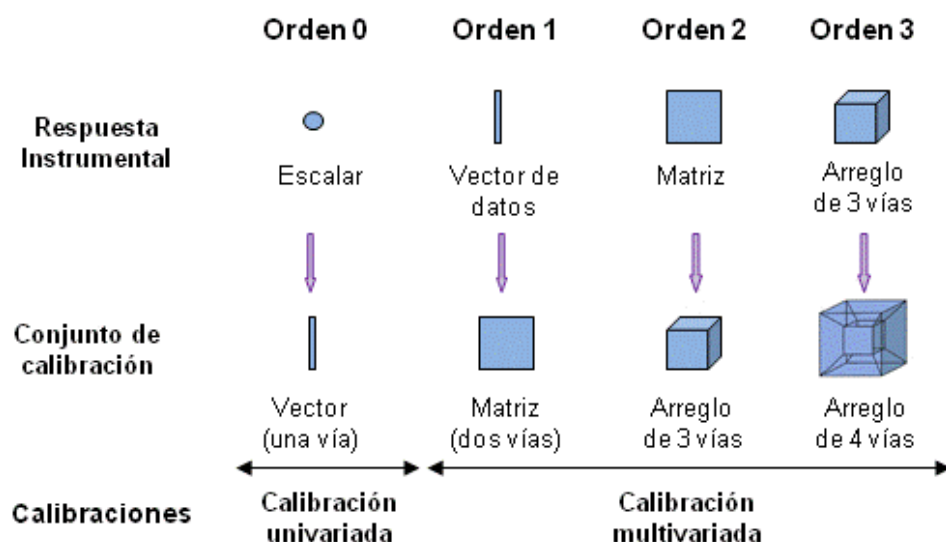 Orden 0 Orden 1 Orden 2 Orden 3
Respuesta
Instrumental
Escalar
Vector de
datos
Matriz
Arreglo
de 3 vías
Conjunto de
calibración
Vector
(una vía)
Matriz
(dos vías)
Arreglo
de 3 vías
Arreglo
de 4 vías
Calibraciones
Calibración
univariada
Calibración
multivariada